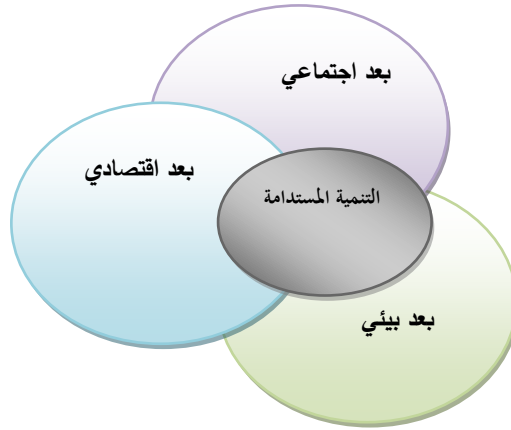 بعد اجتماعي
بعد اقتصادي
التنمية المستدامة
بعد بيئي